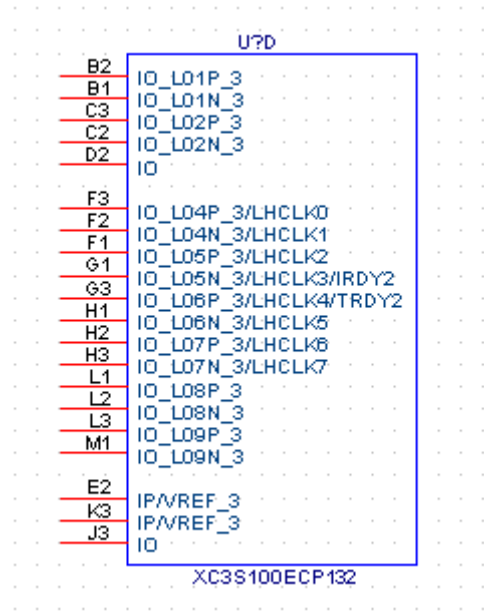 U?D
B2 IO_L01P_3
B1 IO_L01N_3
C3 IO_L02P_3
C2 IO_L02N_3
D2 IO
F3 IO_L04P_3/LHCLK0
F2 IO_L04N_3/LHCLK1
F1 IO_L05P_3/LHCLK2
G1 IO_L05N_3/LHCLK3/IRDY2
G3 IO_L06P_3/LHCLK4/TRDY2
H1 IO_L06N_3/LHCLK5
H2 IO_L07P_3/LHCLK6
H3 IO_L07N_3/LHCLK7
L1 IO_L08P_3
L2 IO_L08N_3
L3 IO_L09P_3
M1 IO_L09N_3
E2 IP/VREF_3
K3 IP/VREF_3
J3 IO
XC3S100ECP132